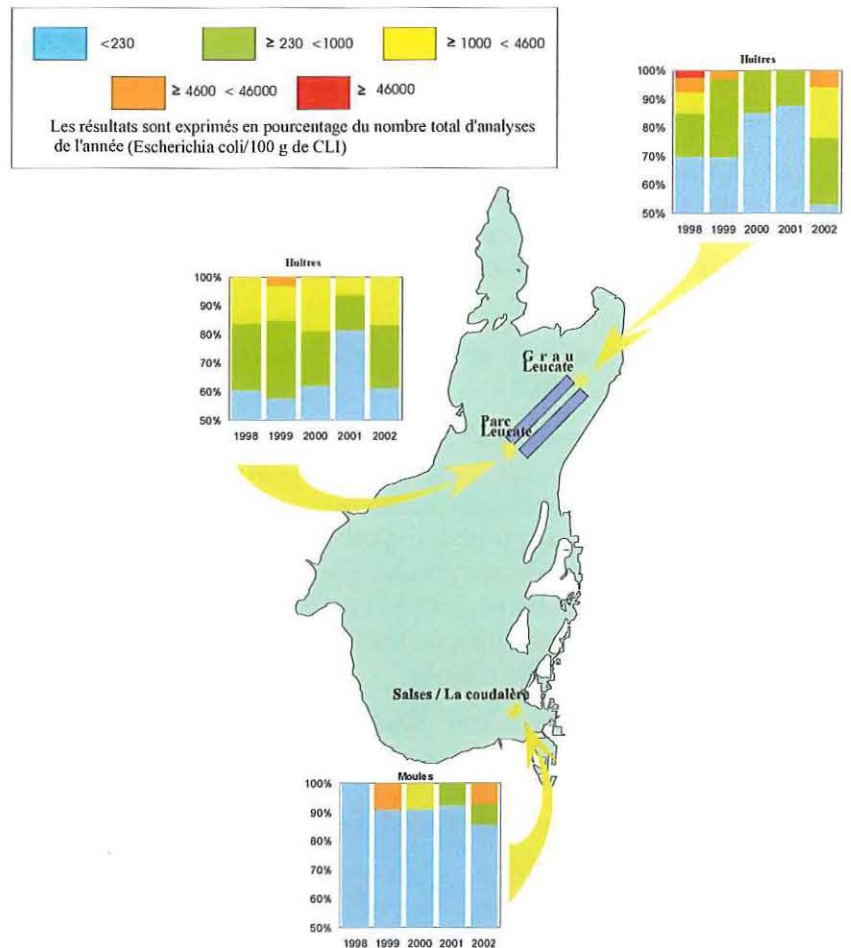 <230 ≥ 230 <1000 ≥ 1000 < 4600
≥ 4600 < 46000 ≥ 46000
Les résultats sont exprimés en pourcentage du nombre total d'analyses
de l'année (Escherichia coli/100 g de CLI)
Huîtres
100%
90%
80%
70%
60%
50%
1998 1999 2000 2001 2002
Huîtres
100%
90%
80%
70%
60%
50%
1998 1999 2000 2001 2002
Grau
Leucate
Parc
Leucate
Salses / La coudalère
Moules
100%
90%
80%
70%
60%
50%
1998 1999 2000 2001 2002